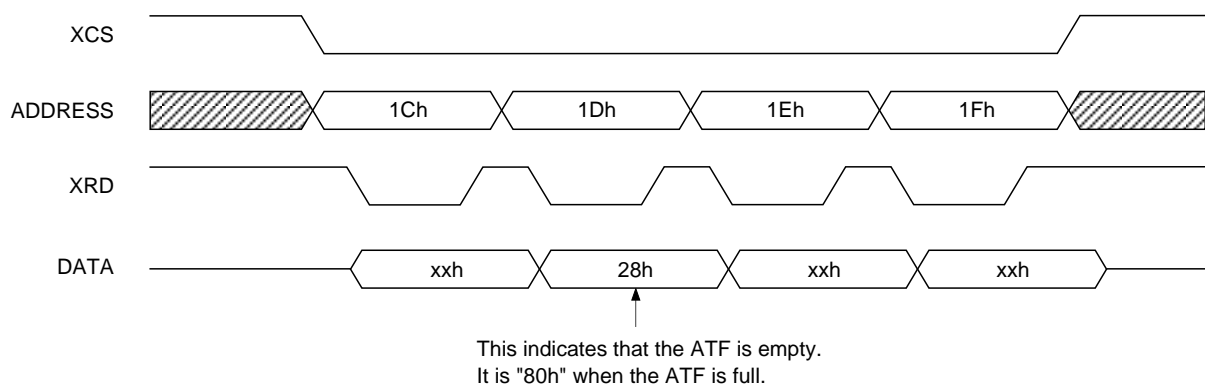 XCS
ADDRESS 1Ch 1Dh 1Eh 1Fh
XRD
DATA xxh 28h xxh xxh
This indicates that the ATF is empty.
It is "80h" when the ATF is full.